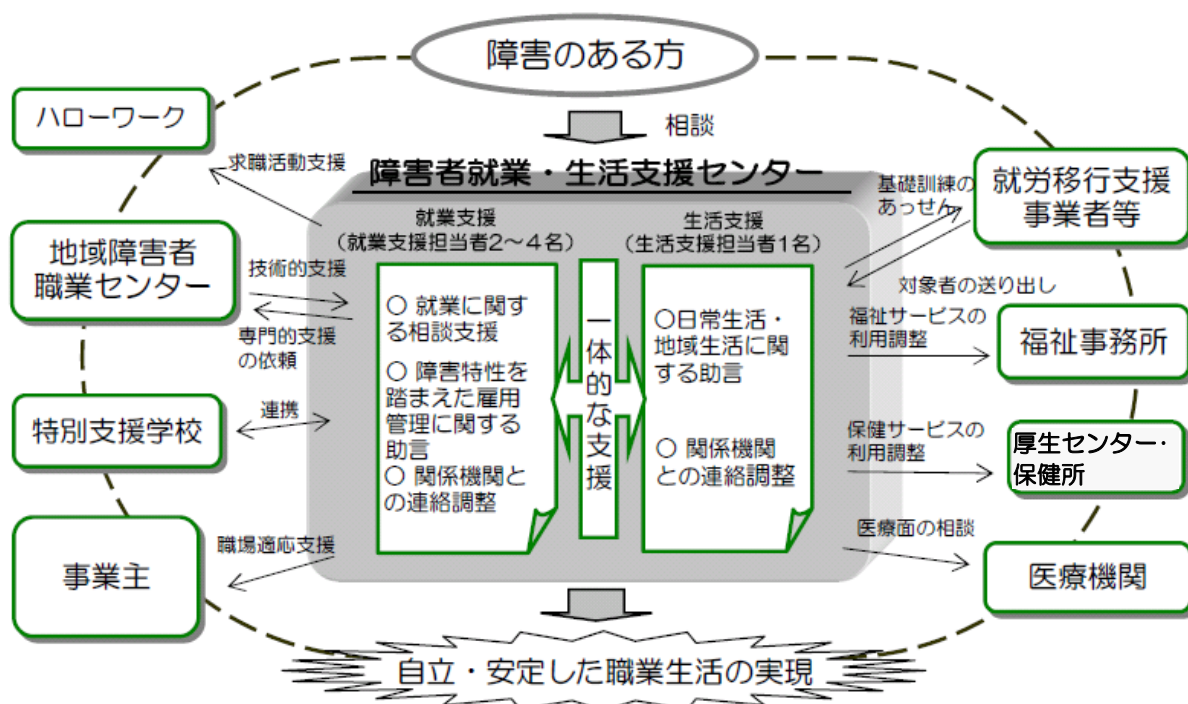 障害のある方
相談
障害者就業・生活支援センター
ハローワーク
求職活動支援
地域障害者
職業センター
技術的支援
専門的支援
の依頼
特別支援学校
連携
事業主
職場適応支援
就業支援
(就業支援担当者2～4名)
○ 就業に関す
る相談支援
○ 障害特性を
踏まえた雇用
管理に関する
助言
○ 関係機関と
の連絡調整
一体的な支援
生活支援
(生活支援担当者1名)
○日常生活・
地域生活に関
する助言
○ 関係機関
との連絡調整
基礎訓練の
あっせん
就労移行支援
事業者等
対象者の送り出し
福祉サービスの
利用調整
福祉事務所
保健サービスの
利用調整
厚生センター・
保健所
医療面の相談
医療機関
自立・安定した職業生活の実現